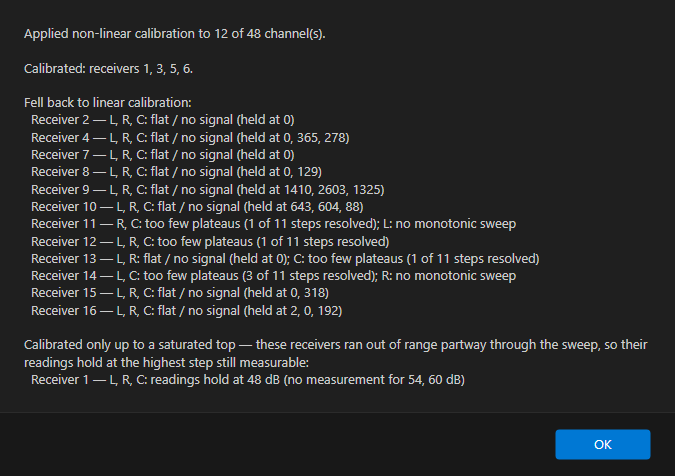 Applied non-linear calibration to 12 of 48 channel(s).
Calibrated: receivers 1, 3, 5, 6.
Fell back to linear calibration:
Receiver 2 — L, R, C: flat / no signal (held at 0)
Receiver 4 — L, R, C: flat / no signal (held at 0, 365, 278)
Receiver 7 — L, R, C: flat / no signal (held at 0)
Receiver 8 — L, R, C: flat / no signal (held at 0, 129)
Receiver 9 — L, R, C: flat / no signal (held at 1410, 2603, 1325)
Receiver 10 — L, R, C: flat / no signal (held at 643, 604, 88)
Receiver 11 — R, C: too few plateaus (1 of 11 steps resolved); L: no monotonic sweep
Receiver 12 — L, R, C: too few plateaus (1 of 11 steps resolved)
Receiver 13 — L, R: flat / no signal (held at 0); C: too few plateaus (1 of 11 steps resolved)
Receiver 14 — L, C: too few plateaus (3 of 11 steps resolved); R: no monotonic sweep
Receiver 15 — L, R, C: flat / no signal (held at 0, 318)
Receiver 16 — L, R, C: flat / no signal (held at 2, 0, 192)
Calibrated only up to a saturated top — these receivers ran out of range partway through the sweep, so their
readings hold at the highest step still measurable:
Receiver 1 — L, R, C: readings hold at 48 dB (no measurement for 54, 60 dB)
OK